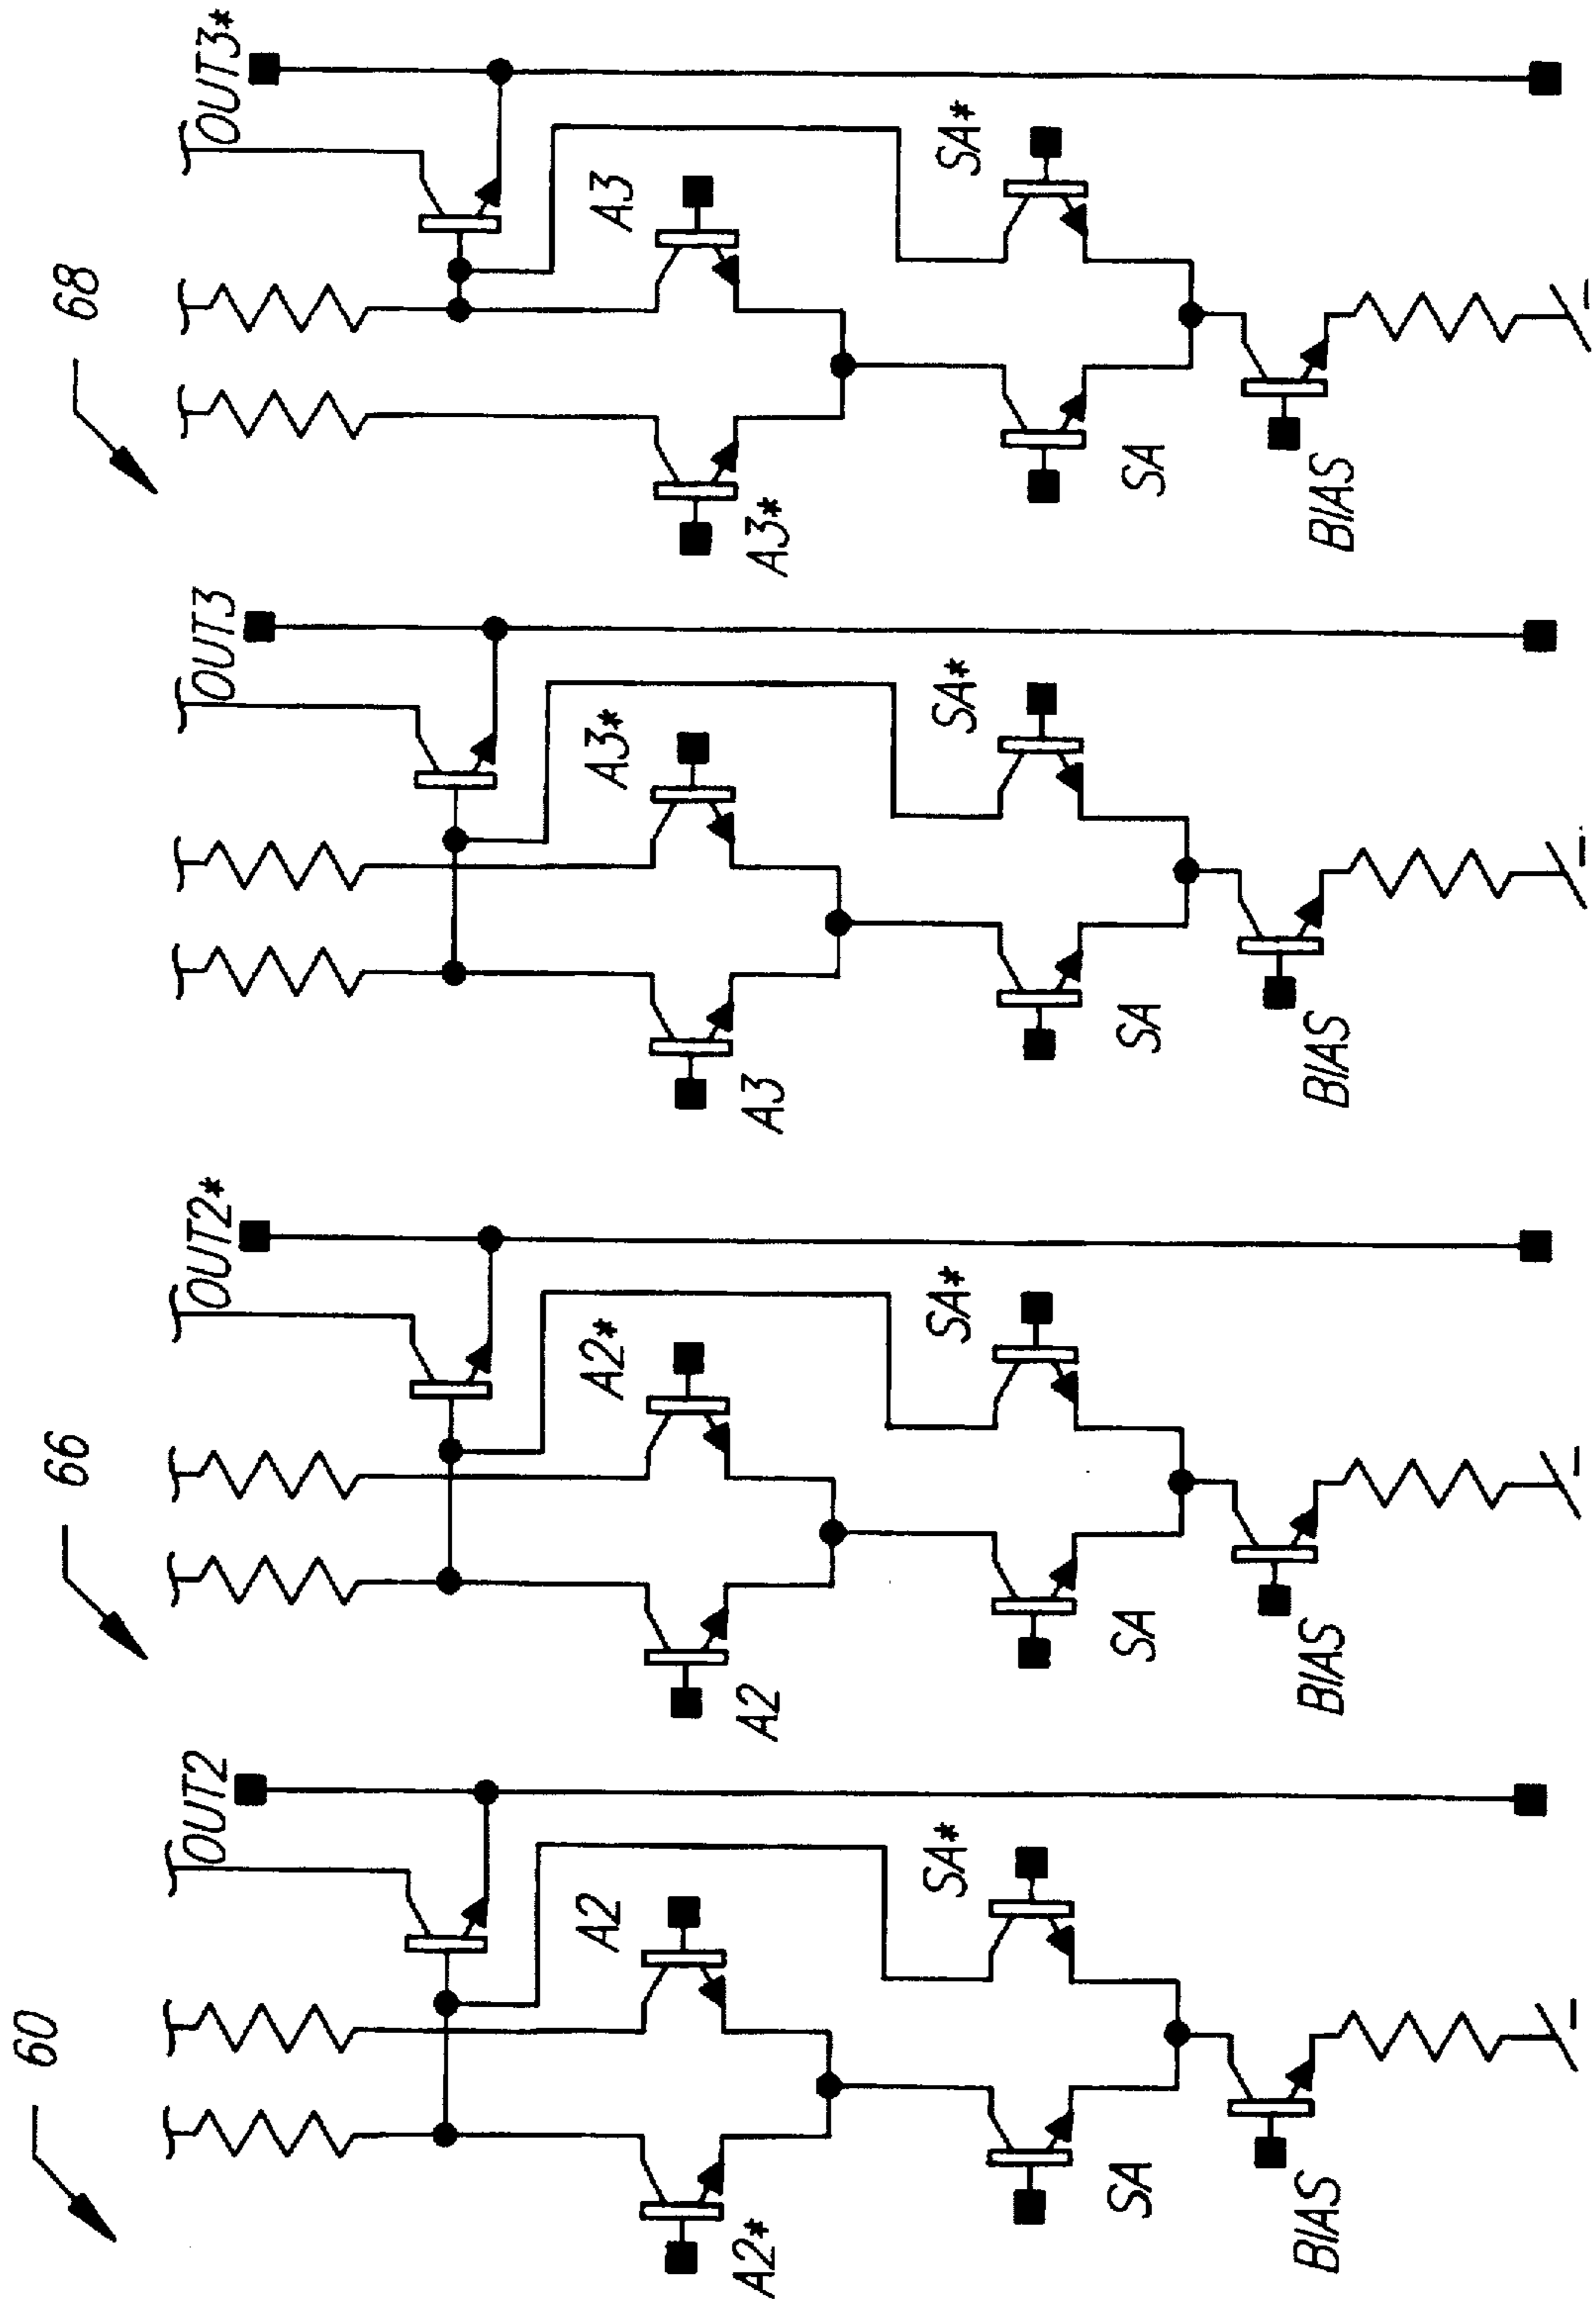 60
66
68
OUT2
OUT2*
OUT3
OUT3*
A2*
A2
A2
A2*
A3
A3*
A3*
A3
SA
SA*
SA
SA*
SA
SA*
SA
SA*
BIAS
BIAS
BIAS
BIAS